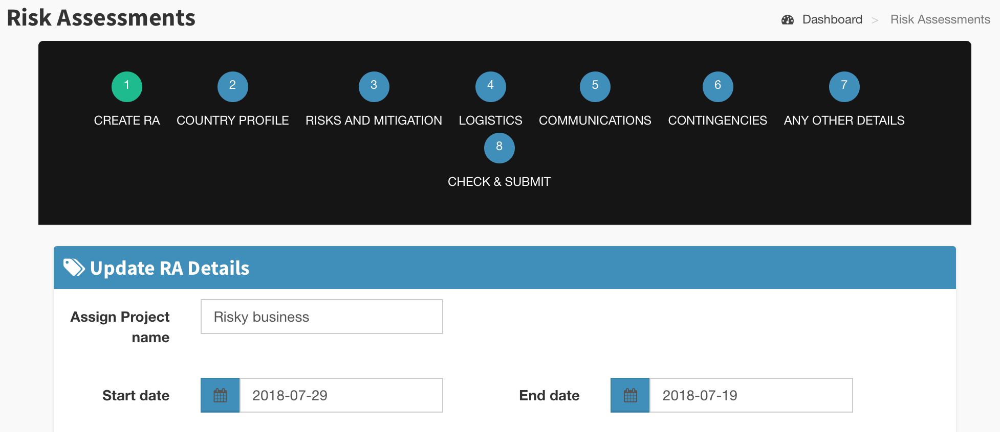 Risk Assessments
Dashboard > Risk Assessments
1 2 3 4 5 6 7
CREATE RA COUNTRY PROFILE RISKS AND MITIGATION LOGISTICS COMMUNICATIONS CONTINGENCIES ANY OTHER DETAILS
8
CHECK & SUBMIT
Update RA Details
Assign Project name
Risky business
Start date 2018-07-29 End date 2018-07-19